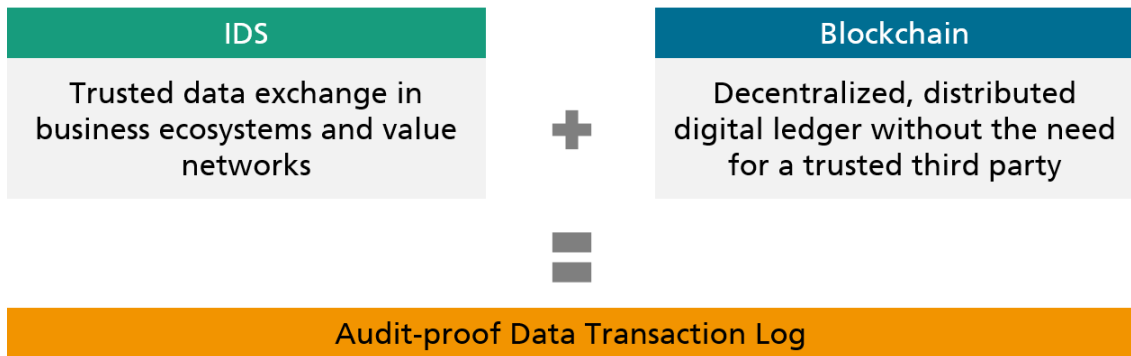 IDS
Trusted data exchange in
business ecosystems and value
networks
Blockchain
Decentralized, distributed
digital ledger without the need
for a trusted third party
Audit-proof Data Transaction Log